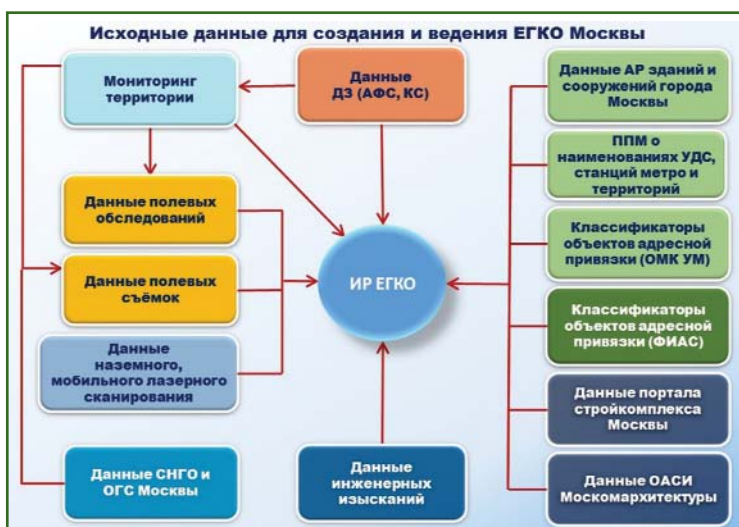 Исходные данные для создания и ведения ЕГКО Москвы
Мониторинг
территории
Данные
ДЗ (АФС, КС)
Данные АР зданий и
сооружений города
Москвы
ППМ о
наименованиях УДС,
станций метро и
территорий
Данные полевых
обследований
Классификаторы
объектов адресной
привязки (ОМК УМ)
Данные полевых
съёмок
ИР ЕГКО
Классификаторы
объектов адресной
привязки (ФИАС)
Данные
наземного,
мобильного лазерного
сканирования
Данные портала
стройкомплекса
Москвы
Данные СНГО и
ОГС Москвы
Данные
инженерных
изысканий
Данные ОАСИ
Москомархитектуры